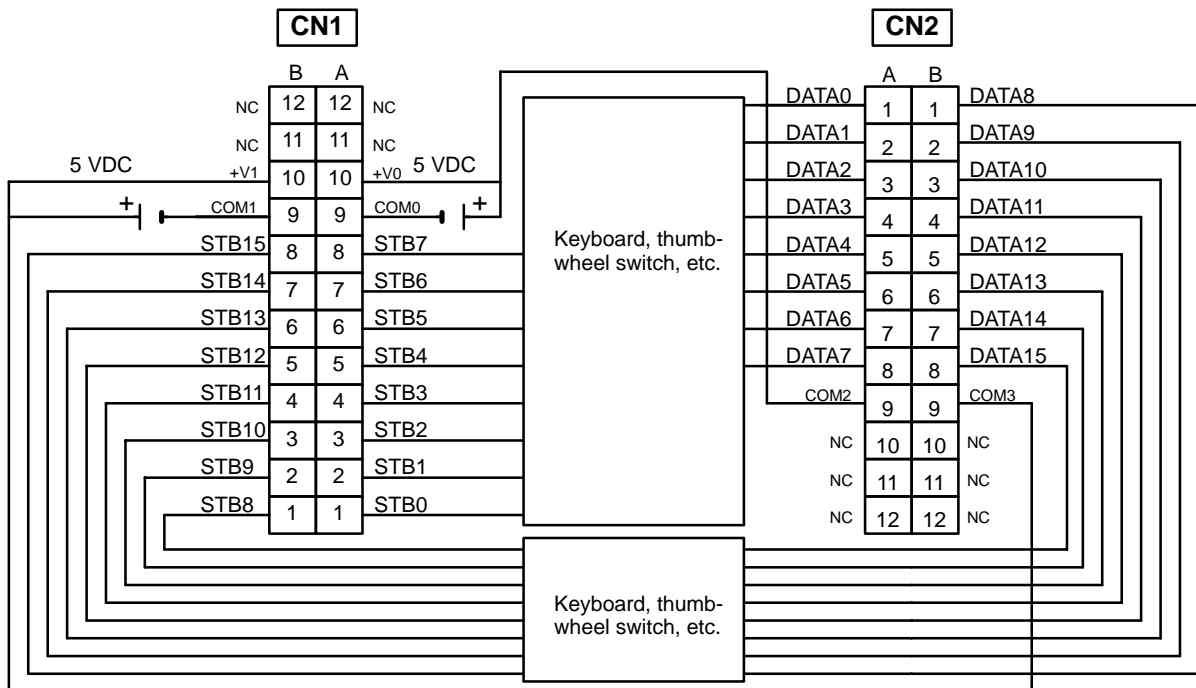 CN1 CN2
B A A B
NC 12 12 NC DATA0 1 1 DATA8
NC 11 11 NC DATA1 2 2 DATA9
5 VDC +V1 10 10 +V0 5 VDC DATA2 3 3 DATA10
+ COM1 9 9 COM0 + DATA3 4 4 DATA11
STB15 8 8 STB7 Keyboard, thumb- DATA4 5 5 DATA12
wheel switch, etc.
STB14 7 7 STB6 DATA5 6 6 DATA13
STB13 6 6 STB5 DATA6 7 7 DATA14
STB12 5 5 STB4 DATA7 8 8 DATA15
STB11 4 4 STB3 COM2 9 9 COM3
STB10 3 3 STB2 NC 10 10 NC
STB9 2 2 STB1 NC 11 11 NC
STB8 1 1 STB0 NC 12 12 NC
Keyboard, thumb-
wheel switch, etc.